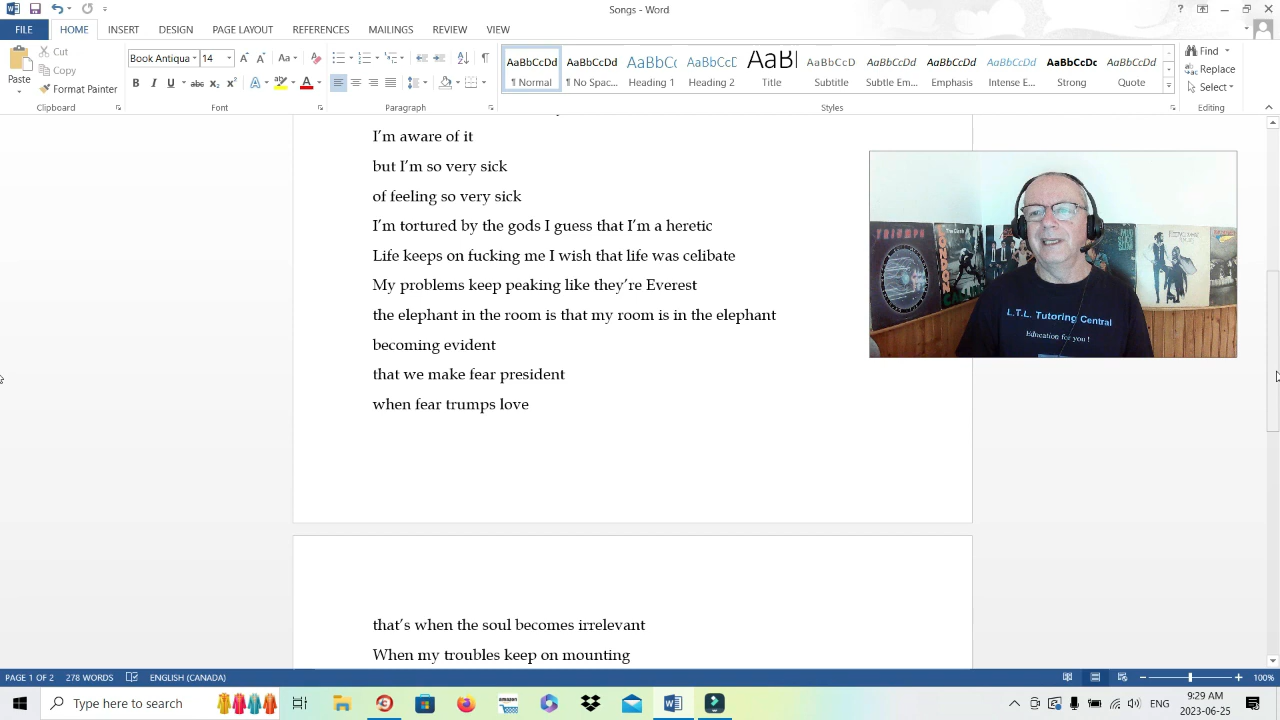 Songs - Word
FILE HOME INSERT DESIGN PAGE LAYOUT REFERENCES MAILINGS REVIEW VIEW
Cut
Copy
Format Painter
Paste
Book Antiqua 14
AaBbCcDd AaBbCcDd AaBbCc AaBbCcD AaBl AaBbCcD AaBbCcDd AaBbCcDd AaBbCcDd AaBbCcDc AaBbCcDd
¶ Normal ¶ No Spac... Heading 1 Heading 2 Title Subtitle Subtle Em... Emphasis Intense E... Strong Quote
Find
Replace
Select
Clipboard Font Paragraph Styles Editing
I'm aware of it
but I'm so very sick
of feeling so very sick
I'm tortured by the gods I guess that I'm a heretic
Life keeps on fucking me I wish that life was celibate
My problems keep peaking like they're Everest
the elephant in the room is that my room is in the elephant
becoming evident
that we make fear president
when fear trumps love
that's when the soul becomes irrelevant
When my troubles keep on mounting
TRIUMPH
L.T.L. Tutoring Central
Education for you!
PAGE 1 OF 2 278 WORDS ENGLISH (CANADA)
100%
Type here to search
amazon
ENG
9:29 AM
2023-06-25